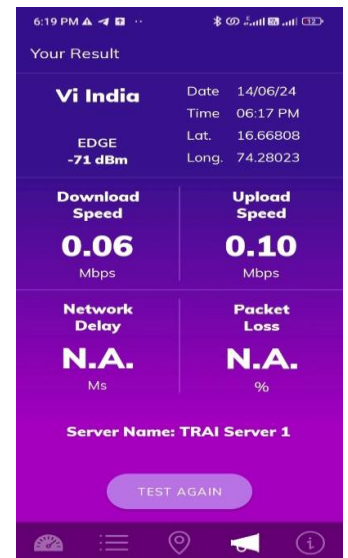 6:19 PM
Your Result
Vi India
EDGE
-71 dBm
Date 14/06/24
Time 06:17 PM
Lat. 16.66808
Long. 74.28023
Download
Speed
0.06
Mbps
Upload
Speed
0.10
Mbps
Network
Delay
N.A.
Ms
Packet
Loss
N.A.
%
Server Name: TRAI Server 1
TEST AGAIN